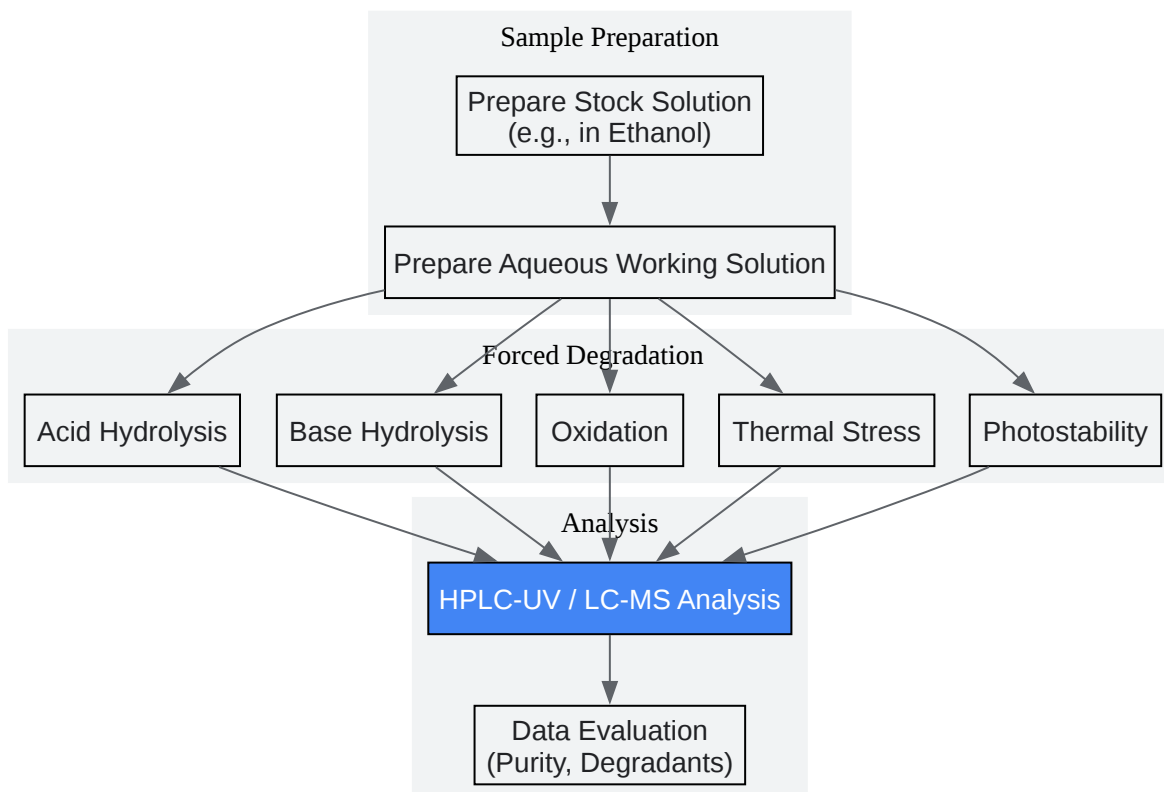 Sample Preparation
Prepare Stock Solution
(e.g., in Ethanol)
Prepare Aqueous Working Solution
Forced Degradation
Acid Hydrolysis
Base Hydrolysis
Oxidation
Thermal Stress
Photostability
Analysis
HPLC-UV / LC-MS Analysis
Data Evaluation
(Purity, Degradants)